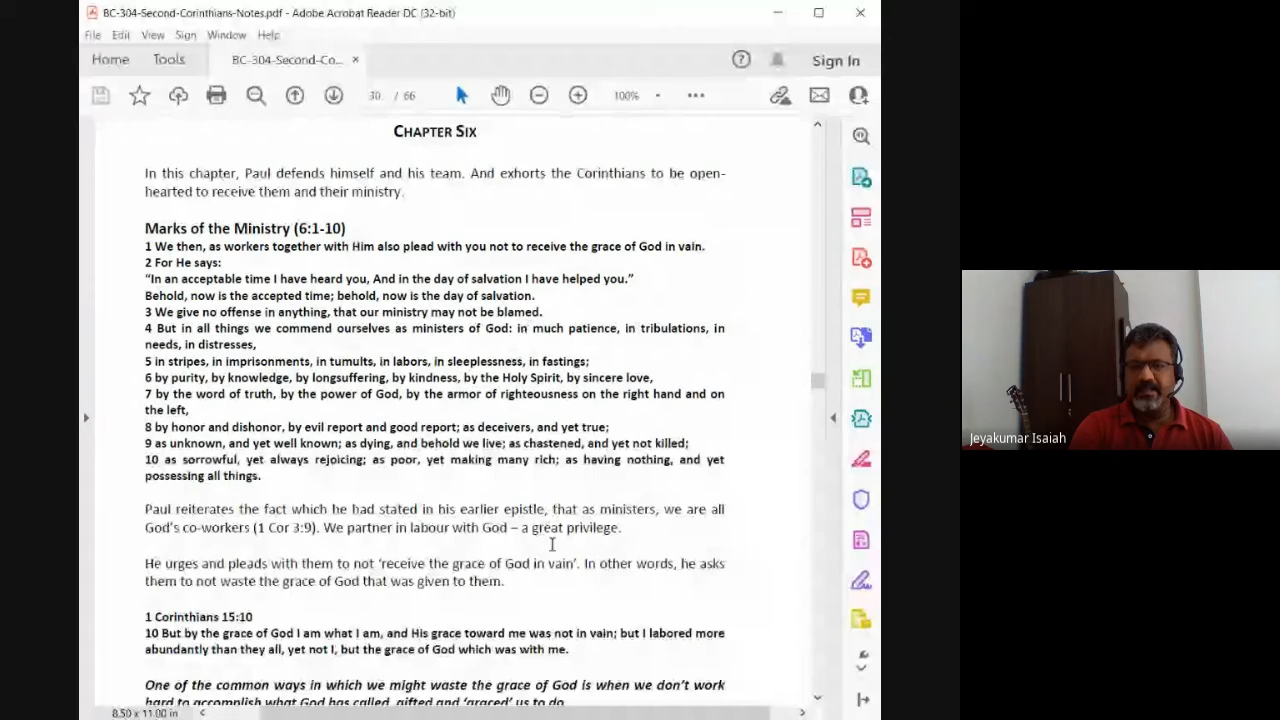 BC-304-Second-Corinthians-Notes.pdf - Adobe Acrobat Reader DC (32-bit)
File Edit View Sign Window Help
Home Tools BC-304-Second-Co... × Sign In
30 / 66 100%
CHAPTER SIX
In this chapter, Paul defends himself and his team. And exhorts the Corinthians to be open-
hearted to receive them and their ministry.
Marks of the Ministry (6:1-10)
1 We then, as workers together with Him also plead with you not to receive the grace of God in vain.
2 For He says:
“In an acceptable time I have heard you, And in the day of salvation I have helped you.”
Behold, now is the accepted time; behold, now is the day of salvation.
3 We give no offense in anything, that our ministry may not be blamed.
4 But in all things we commend ourselves as ministers of God: in much patience, in tribulations, in
needs, in distresses,
5 in stripes, in imprisonments, in tumults, in labors, in sleeplessness, in fastings;
6 by purity, by knowledge, by longsuffering, by kindness, by the Holy Spirit, by sincere love,
7 by the word of truth, by the power of God, by the armor of righteousness on the right hand and on
the left,
8 by honor and dishonor, by evil report and good report; as deceivers, and yet true;
9 as unknown, and yet well known; as dying, and behold we live; as chastened, and yet not killed;
10 as sorrowful, yet always rejoicing; as poor, yet making many rich; as having nothing, and yet
possessing all things.
Paul reiterates the fact which he had stated in his earlier epistle, that as ministers, we are all
God’s co-workers (1 Cor 3:9). We partner in labour with God – a great privilege.
He urges and pleads with them to not ‘receive the grace of God in vain’. In other words, he asks
them to not waste the grace of God that was given to them.
1 Corinthians 15:10
10 But by the grace of God I am what I am, and His grace toward me was not in vain; but I labored more
abundantly than they all, yet not I, but the grace of God which was with me.
One of the common ways in which we might waste the grace of God is when we don’t work
hard to accomplish what God has called, gifted and ‘graced’ us to do
8.50 x 11.00 in
Jeyakumar Isaiah